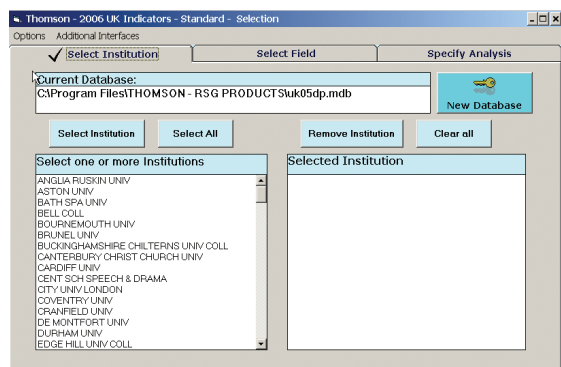 Thomson - 2006 UK Indicators - Standard - Selection
Options Additional Interfaces
Select Institution Select Field Specify Analysis
Current Database:
C:\Program Files\THOMSON - RSG PRODUCTS\uk05dp.mdb
New Database
Select Institution Select All Remove Institution Clear all
Select one or more Institutions Selected Institution
ANGLIA RUSKIN UNIV
ASTON UNIV
BATH SPA UNIV
BELL COLL
BOURNEMOUTH UNIV
BRUNEL UNIV
BUCKINGHAMSHIRE CHILTERNS UNIV COLL
CANTERBURY CHRIST CHURCH UNIV
CARDIFF UNIV
CENT SCH SPEECH & DRAMA
CITY UNIV LONDON
COVENTRY UNIV
CRANFIELD UNIV
DE MONTFORT UNIV
DURHAM UNIV
EDGE HILL UNIV COLL